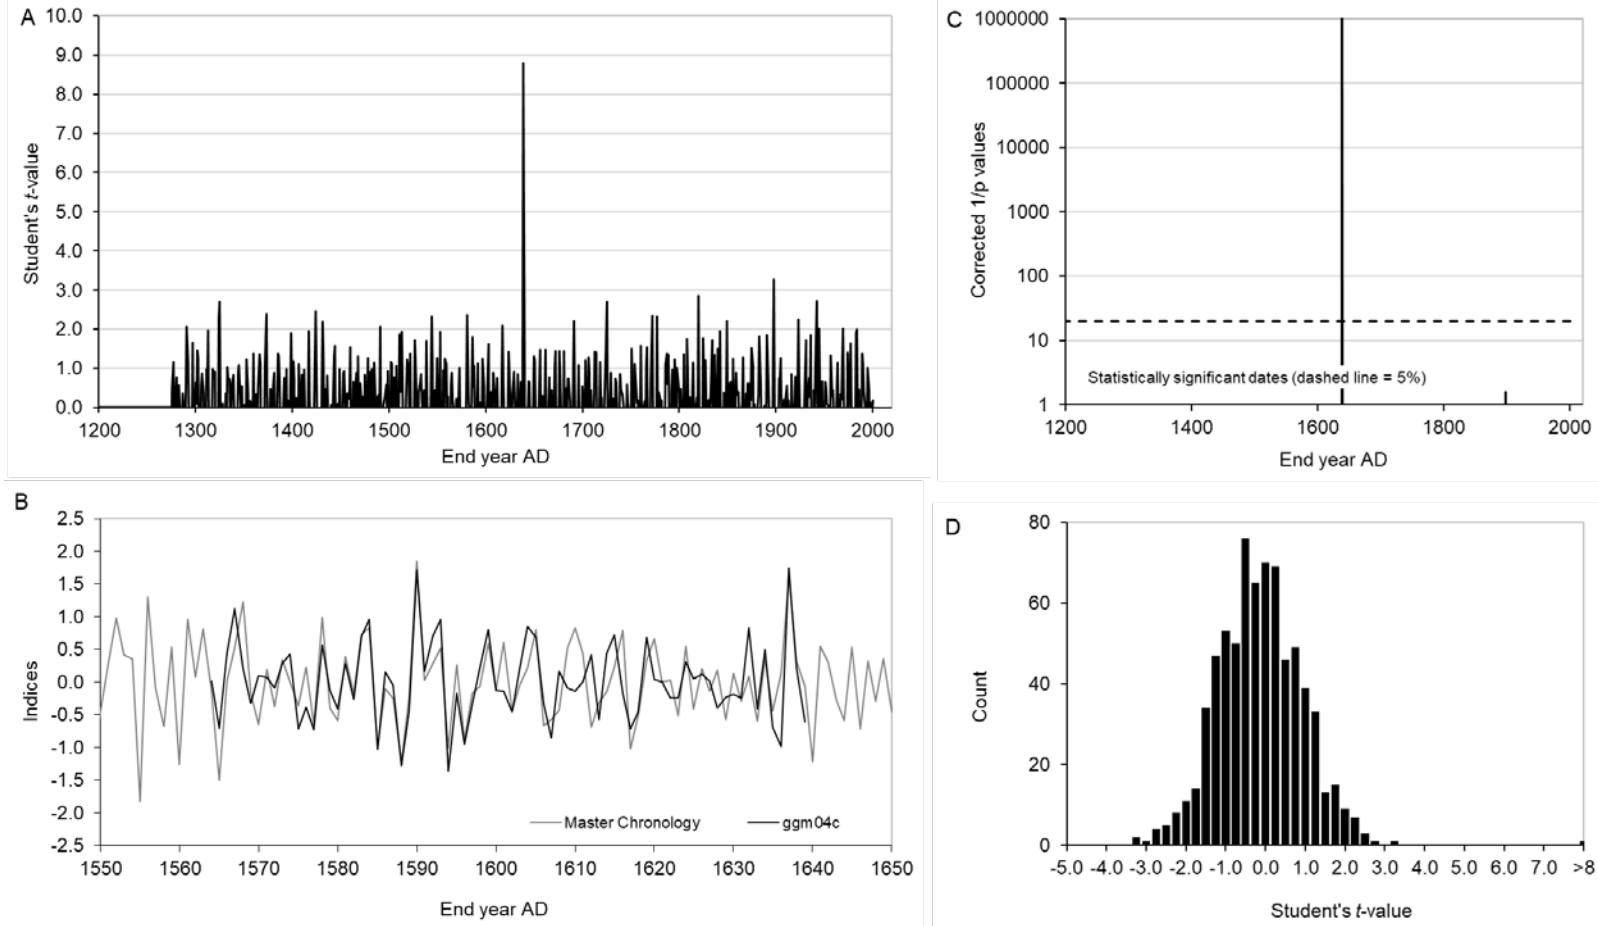 A
10.0
9.0
8.0
7.0
6.0
5.0
4.0
3.0
2.0
1.0
0.0
Student's t-value
1200 1300 1400 1500 1600 1700 1800 1900 2000
End year AD
C
1000000
100000
10000
1000
100
10
1
Corrected 1/p values
Statistically significant dates (dashed line = 5%)
1200 1400 1600 1800 2000
End year AD
B
2.5
2.0
1.5
1.0
0.5
0.0
-0.5
-1.0
-1.5
-2.0
-2.5
Indices
Master Chronology ggm04c
1550 1560 1570 1580 1590 1600 1610 1620 1630 1640 1650
End year AD
D
80
60
40
20
0
Count
-5.0 -4.0 -3.0 -2.0 -1.0 0.0 1.0 2.0 3.0 4.0 5.0 6.0 7.0 >8
Student's t-value